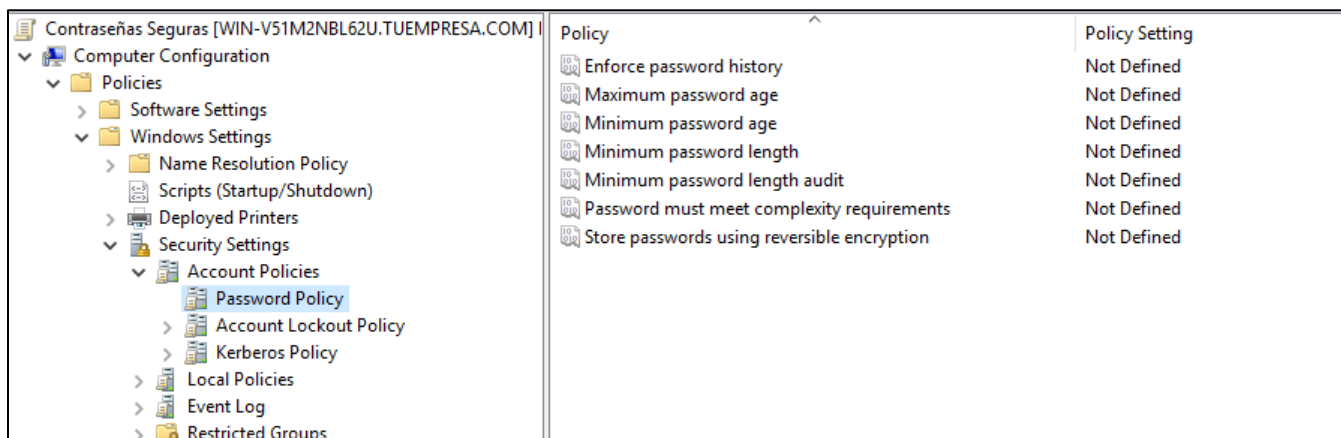 Contraseñas Seguras [WIN-V51M2NBL62U.TUEMPRESA.COM]
Computer Configuration
Policies
Software Settings
Windows Settings
Name Resolution Policy
Scripts (Startup/Shutdown)
Deployed Printers
Security Settings
Account Policies
Password Policy
Account Lockout Policy
Kerberos Policy
Local Policies
Event Log
Restricted Groups
Policy Policy Setting
Enforce password history Not Defined
Maximum password age Not Defined
Minimum password age Not Defined
Minimum password length Not Defined
Minimum password length audit Not Defined
Password must meet complexity requirements Not Defined
Store passwords using reversible encryption Not Defined